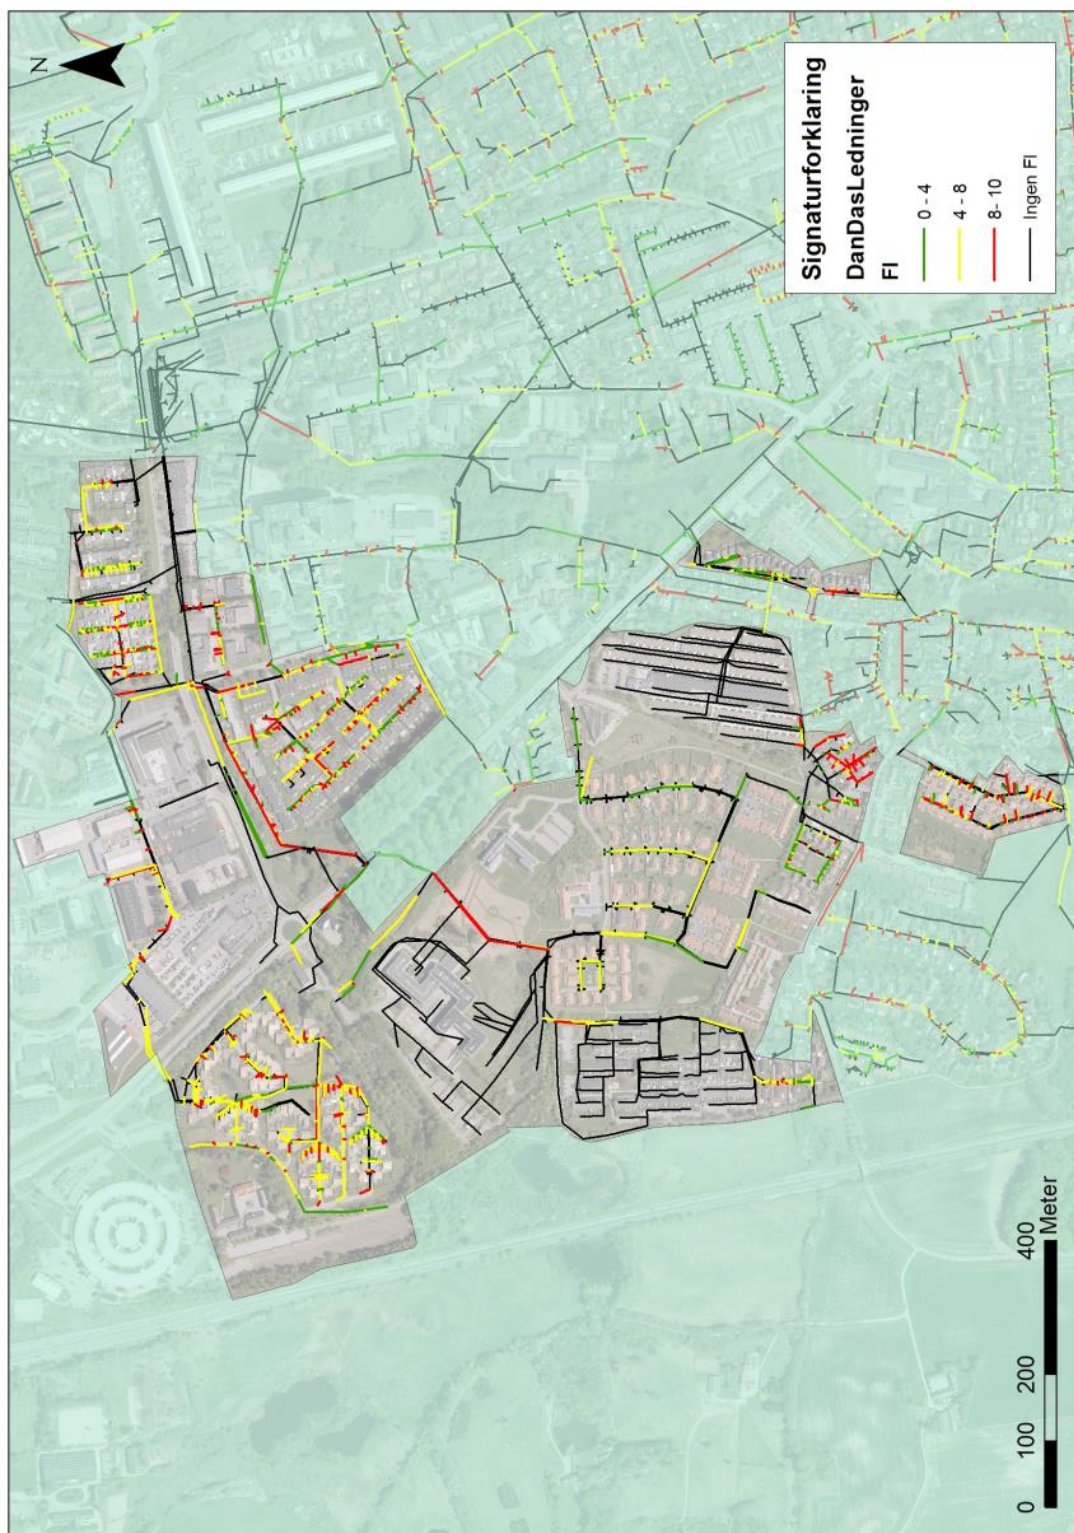 N
Signaturforklaring
DanDasLedninger
FI
0 - 4
4 - 8
8- 10
Ingen FI
0 100 200 400
Meter